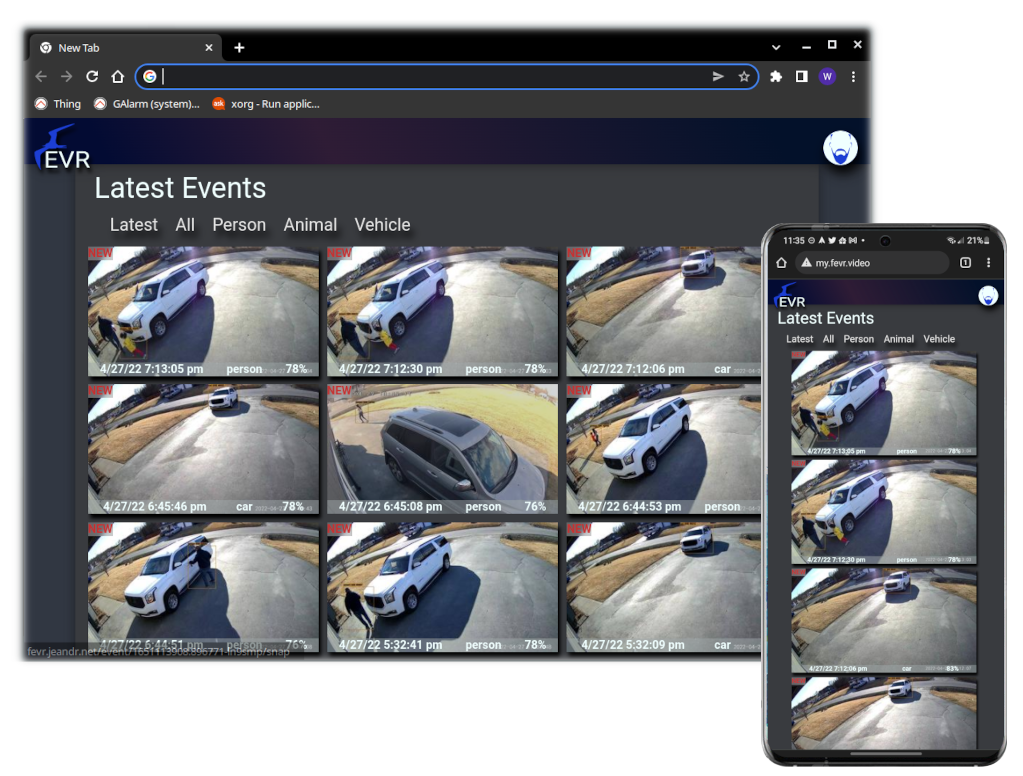 New Tab
Thing GAlarm (system)... xorg - Run applic...
ask
W
EVR
Latest Events
Latest All Person Animal Vehicle
NEW NEW NEW
4/27/22 7:13:05 pm person 78%
4/27/22 7:12:30 pm person 78%
4/27/22 7:12:06 pm car
NEW NEW NEW
4/27/22 6:45:46 pm car 78%
4/27/22 6:45:08 pm person 76%
4/27/22 6:44:53 pm person
NEW NEW NEW
4/27/22 6:44:51 pm person 76%
4/27/22 5:32:41 pm person 78%
4/27/22 5:32:09 pm
11:35 21%
my.fevr.video
1
EVR
Latest Events
Latest All Person Animal Vehicle
4/27/22 7:13:05 pm person 78%
4/27/22 7:12:30 pm person 78%
4/27/22 7:12:06 pm car 83%